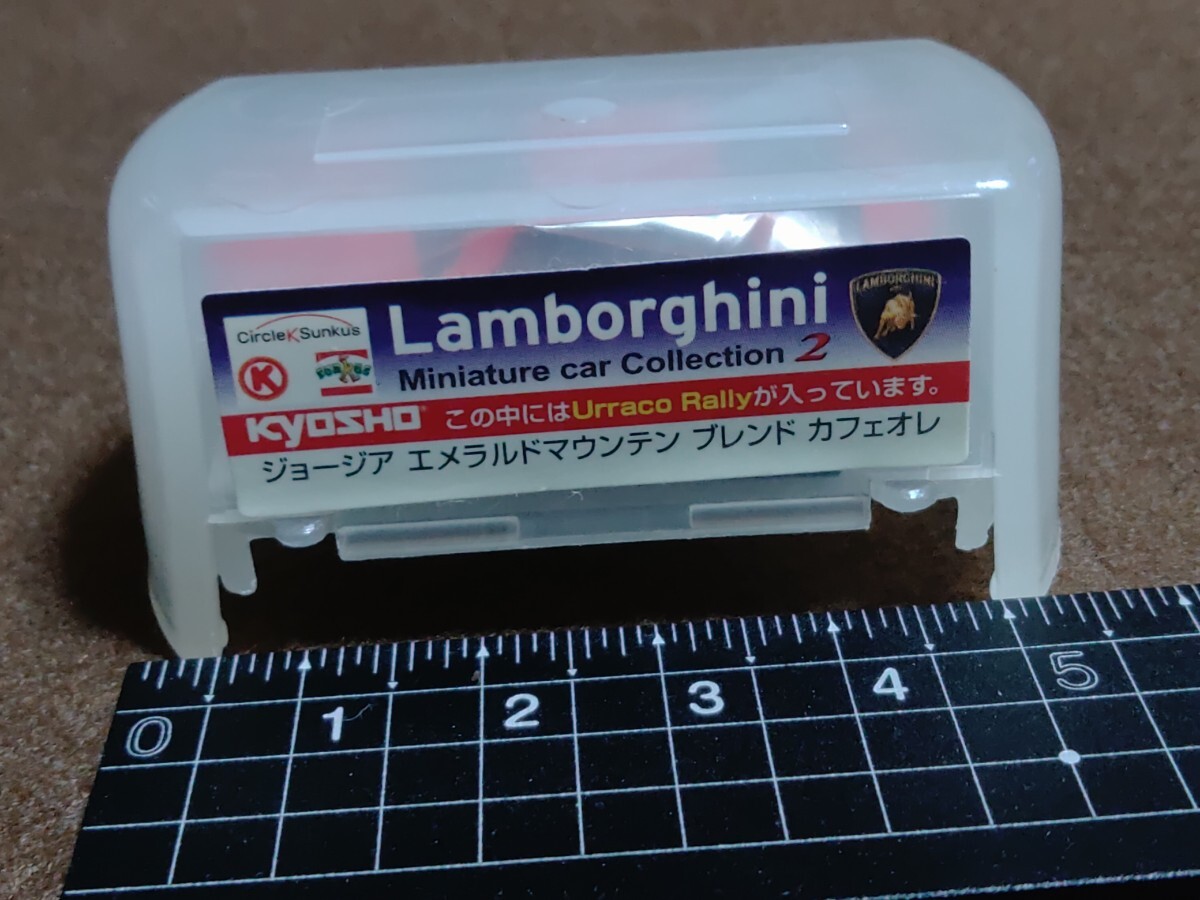 CircleKSunkus
K
sunkus
Lamborghini
LAMBORGHINI
Miniature car Collection 2
KYOSHO この中にはUrraco Rallyが入っています。
ジョージア エメラルドマウンテン ブレンド カフェオレ
0 1 2 3 4 5